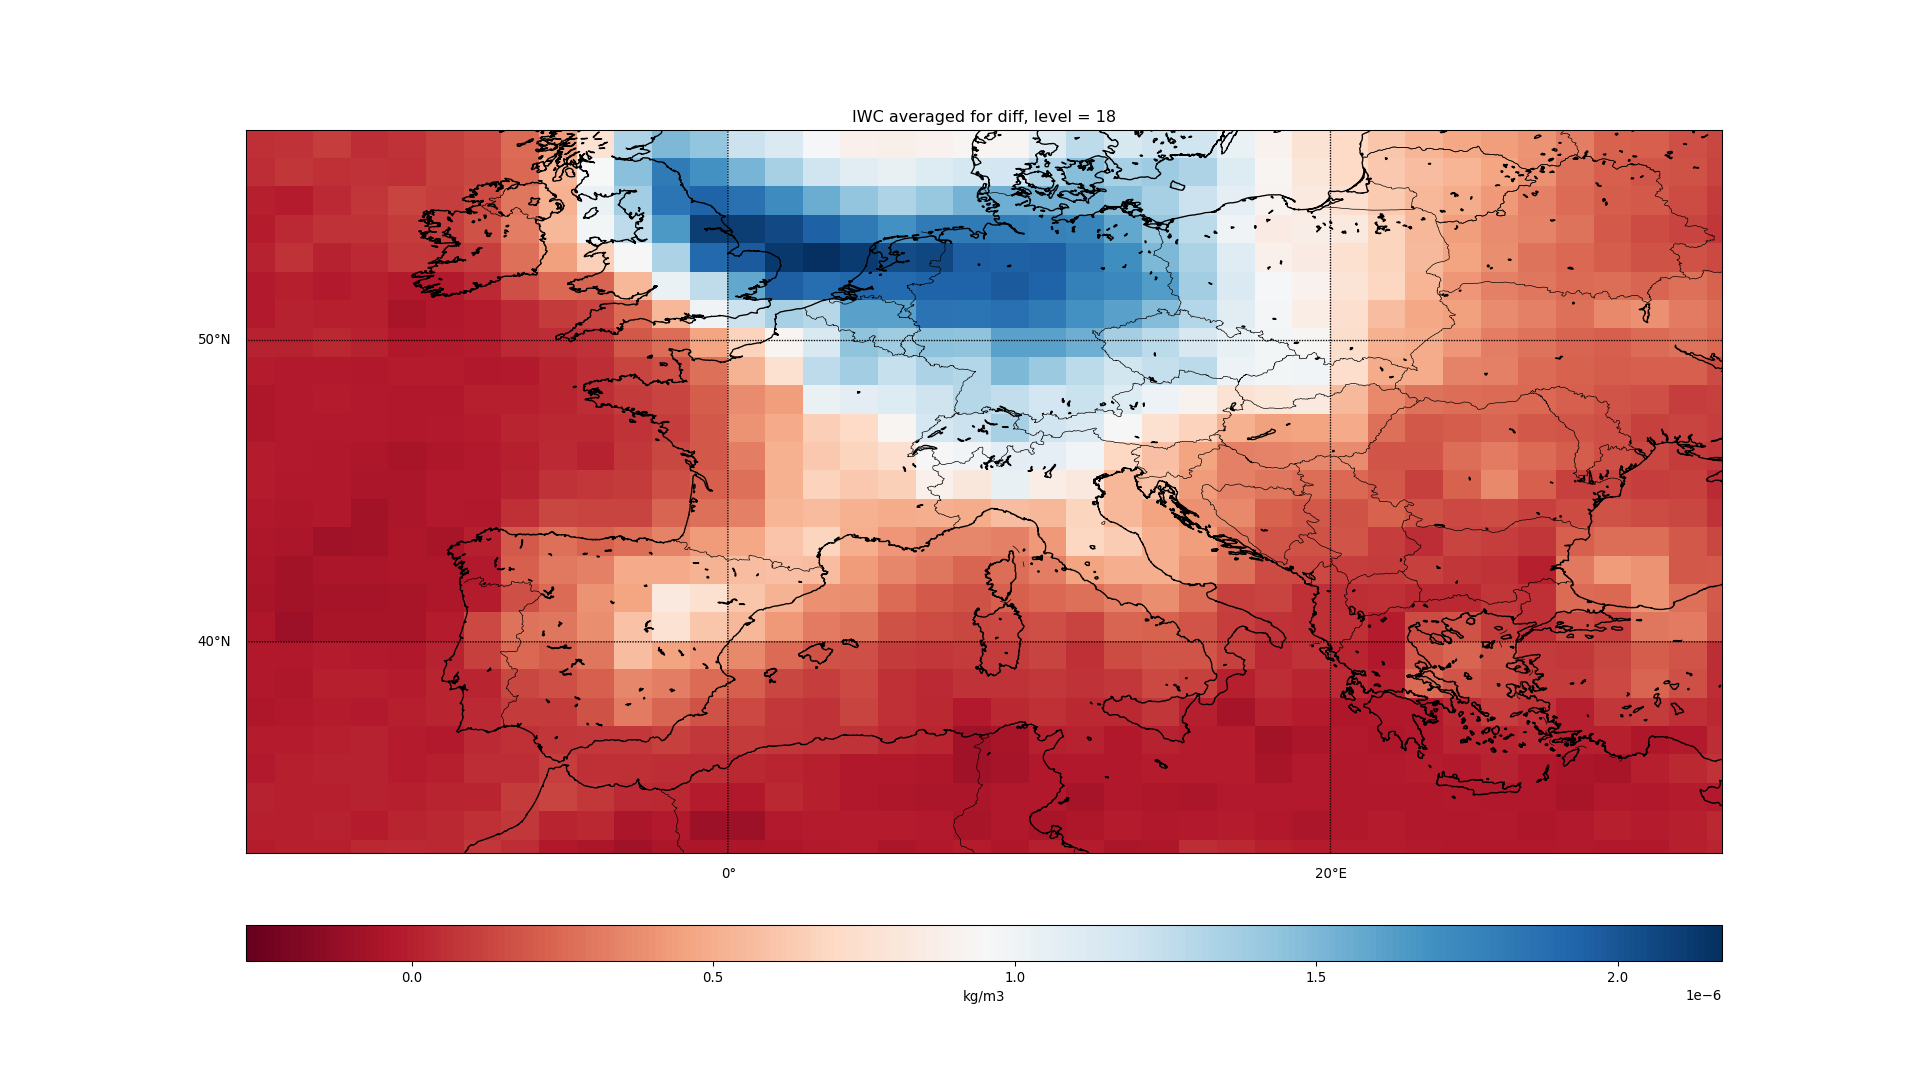 IWC averaged for diff, level = 18
50°N
40°N
0°
20°E
0.0
0.5
1.0
1.5
2.0
kg/m3
1e−6